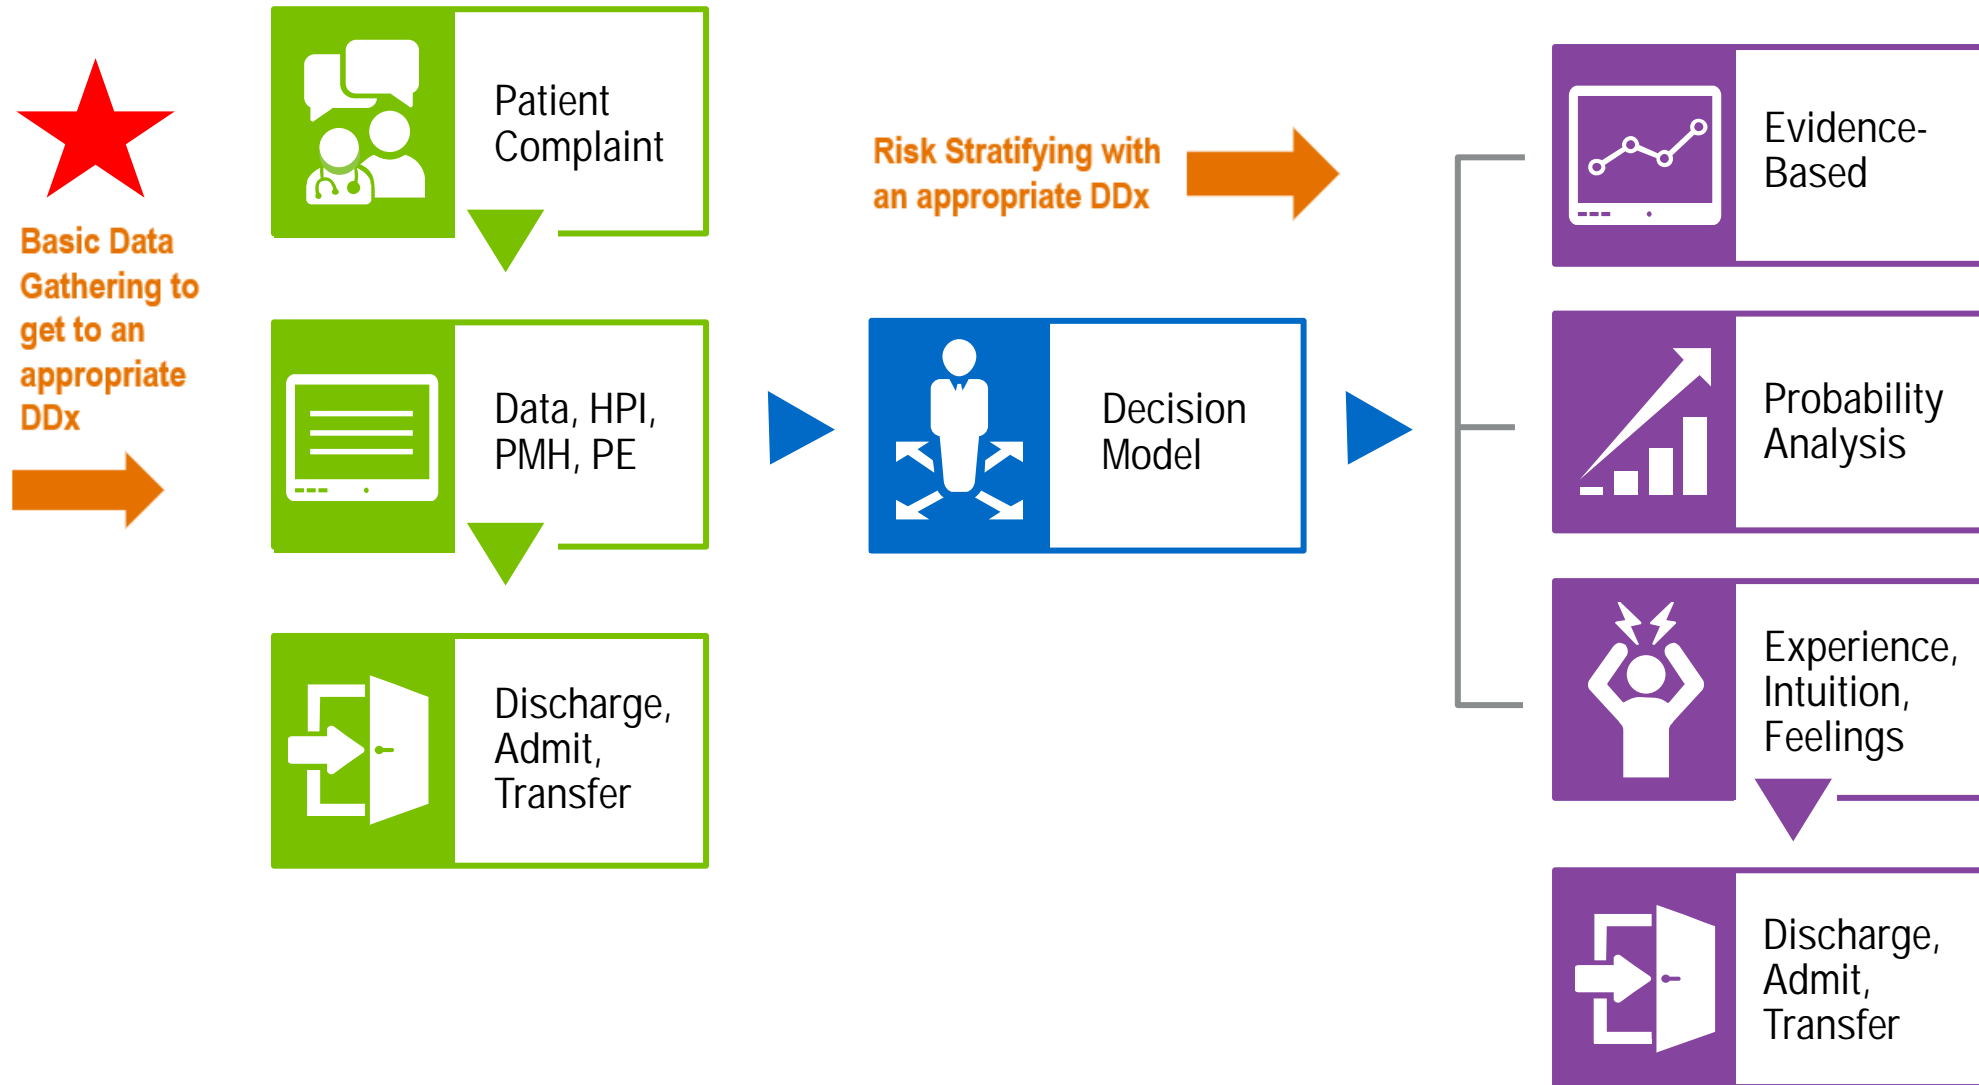 Basic Data
Gathering to
get to an
appropriate
DDx
Patient
Complaint
Data, HPI,
PMH, PE
Discharge,
Admit,
Transfer
Risk Stratifying with
an appropriate DDx
Decision
Model
Evidence-
Based
Probability
Analysis
Experience,
Intuition,
Feelings
Discharge,
Admit,
Transfer